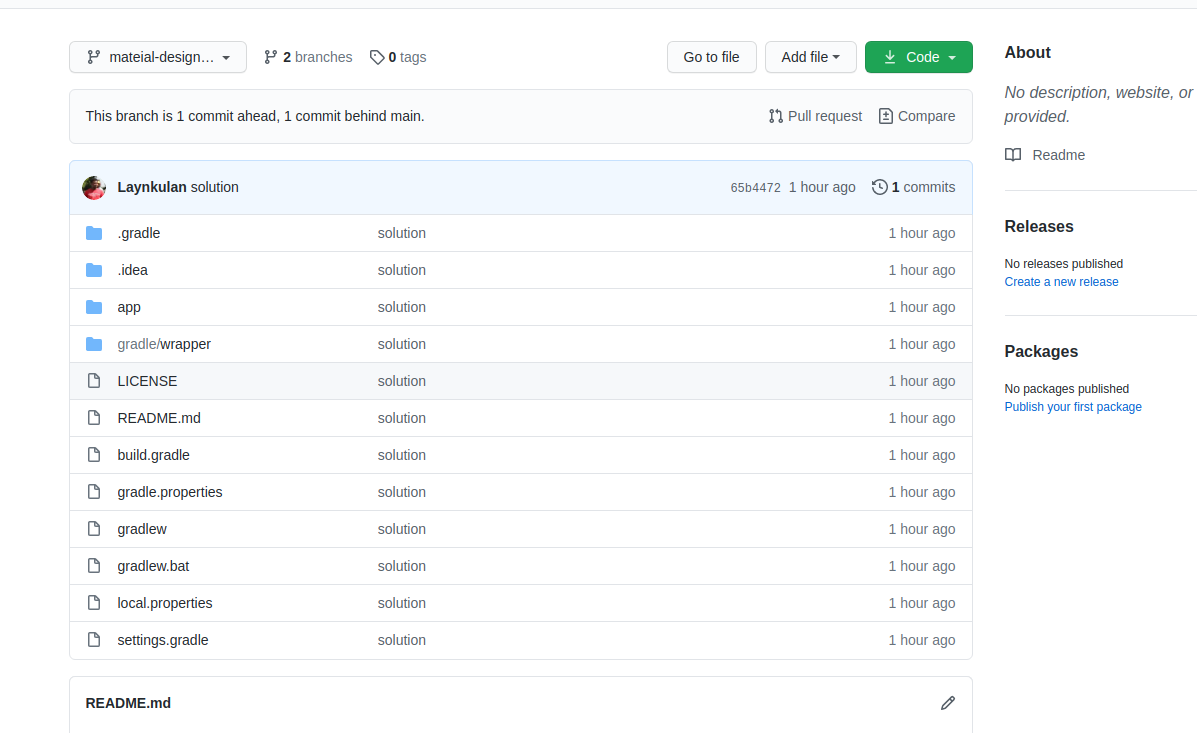 mateial-design… 2 branches 0 tags Go to file Add file Code
This branch is 1 commit ahead, 1 commit behind main. Pull request Compare
Laynkulan solution 65b4472 1 hour ago 1 commits
.gradle solution 1 hour ago
.idea solution 1 hour ago
app solution 1 hour ago
gradle/wrapper solution 1 hour ago
LICENSE solution 1 hour ago
README.md solution 1 hour ago
build.gradle solution 1 hour ago
gradle.properties solution 1 hour ago
gradlew solution 1 hour ago
gradlew.bat solution 1 hour ago
local.properties solution 1 hour ago
settings.gradle solution 1 hour ago
README.md
About
No description, website, or
provided.
Readme
Releases
No releases published
Create a new release
Packages
No packages published
Publish your first package